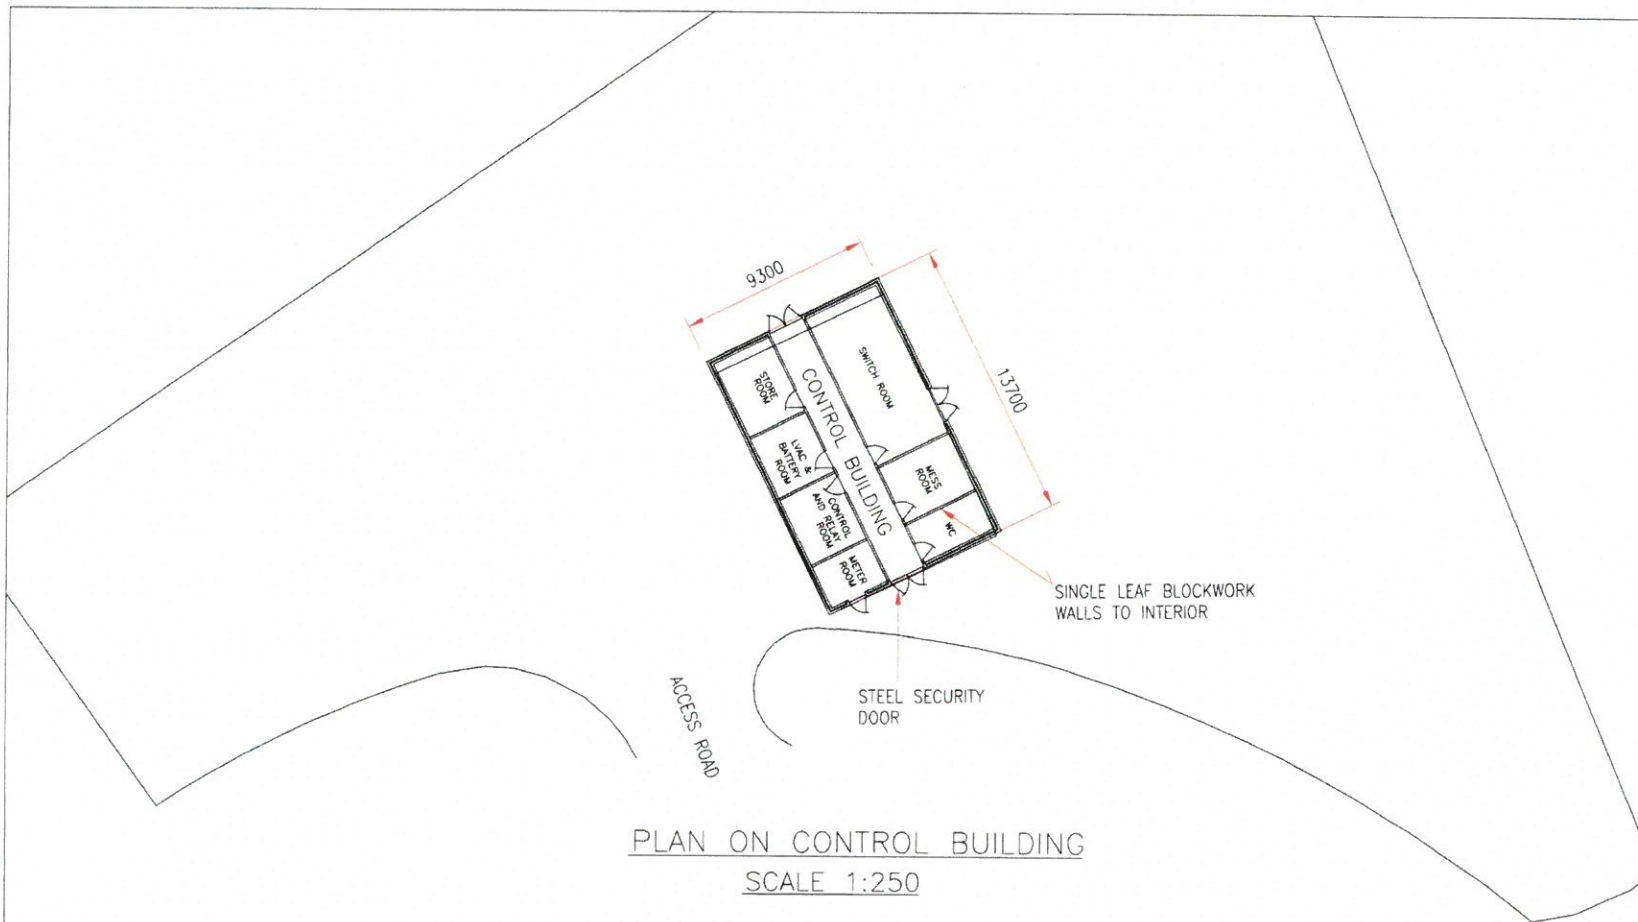 9300
13700
SWITCH ROOM
STORE
ROOM
CONTROL BUILDING
LVAC &
BATTERY
ROOM
MESS
ROOM
CONTROL
AND RELAY
ROOM
WC
METER
ROOM
SINGLE LEAF BLOCKWORK
WALLS TO INTERIOR
STEEL SECURITY
DOOR
ACCESS ROAD
PLAN ON CONTROL BUILDING
SCALE 1:250